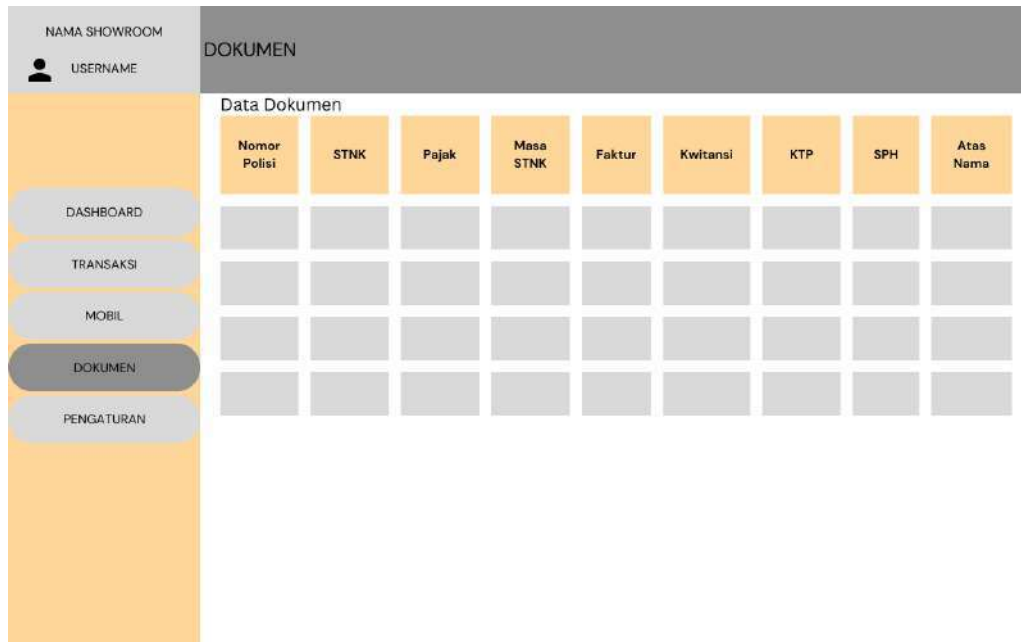 NAMA SHOWROOM
USERNAME
DOKUMEN
DASHBOARD
TRANSAKSI
MOBIL
DOKUMEN
PENGATURAN
Data Dokumen
Nomor Polisi
STNK
Pajak
Masa STNK
Faktur
Kwitansi
KTP
SPH
Atas Nama